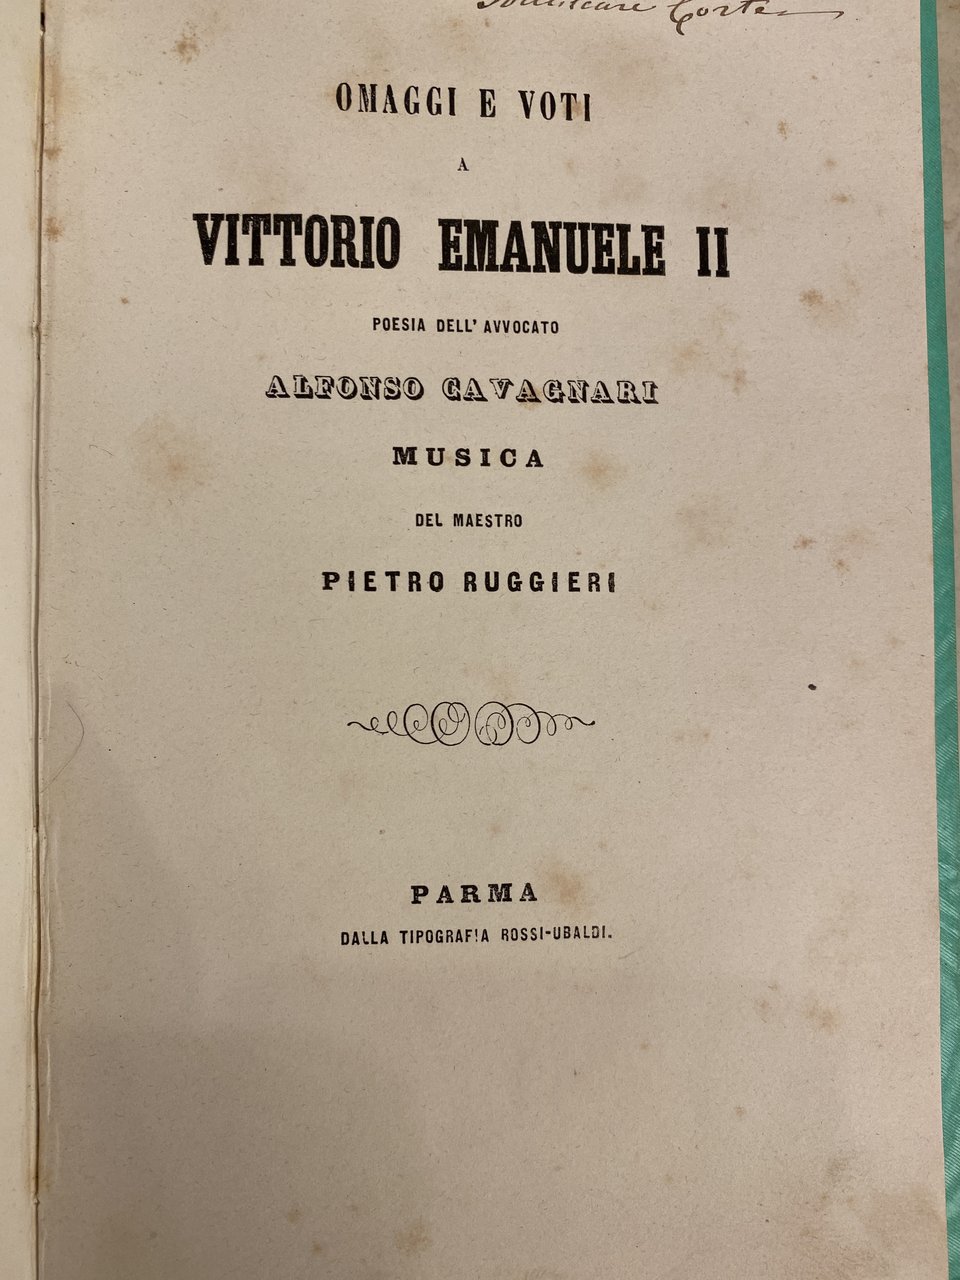 OMAGGI E VOTI
A
VITTORIO EMANUELE II
POESIA DELL' AVVOCATO
ALFONSO CAVAGNARI
MUSICA
DEL MAESTRO
PIETRO RUGGIERI
PARMA
DALLA TIPOGRAFIA ROSSI-UBALDI.